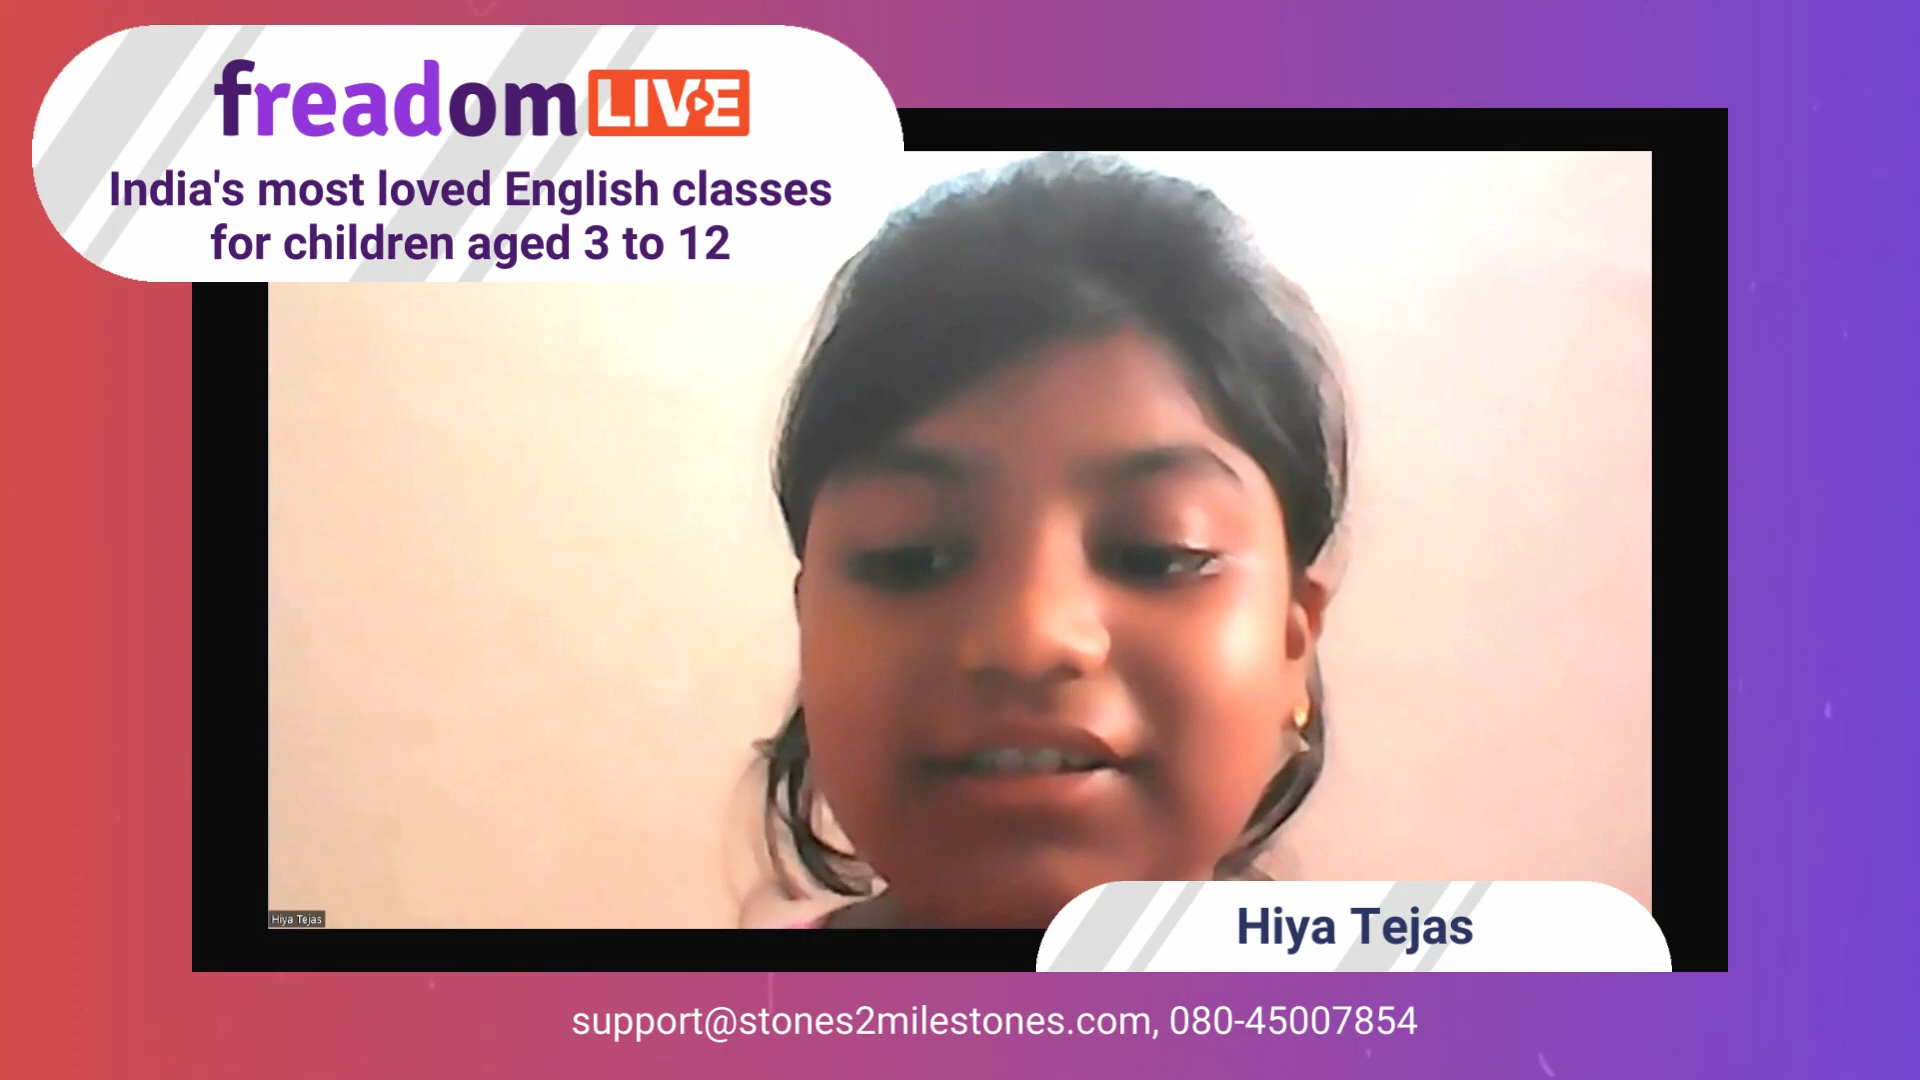 freadom LIVE
India's most loved English classes
for children aged 3 to 12
Hiya Tejas
Hiya Tejas
support@stones2milestones.com, 080-45007854